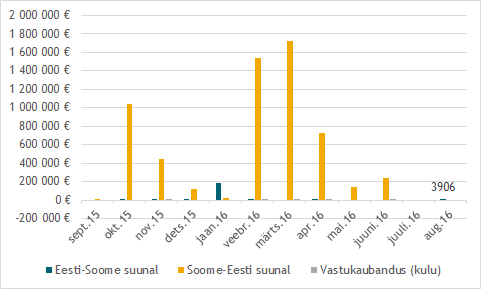 2 000 000 €
1 800 000 €
1 600 000 €
1 400 000 €
1 200 000 €
1 000 000 €
800 000 €
600 000 €
400 000 €
200 000 €
0 €
-200 000 €
3906
sept.15
okt.15
nov.15
dets.15
jaan.16
veebr.16
märts.16
apr.16
mai.16
juuni.16
juuli.16
aug.16
Eesti-Soome suunal
Soome-Eesti suunal
Vastukaubandus (kulu)